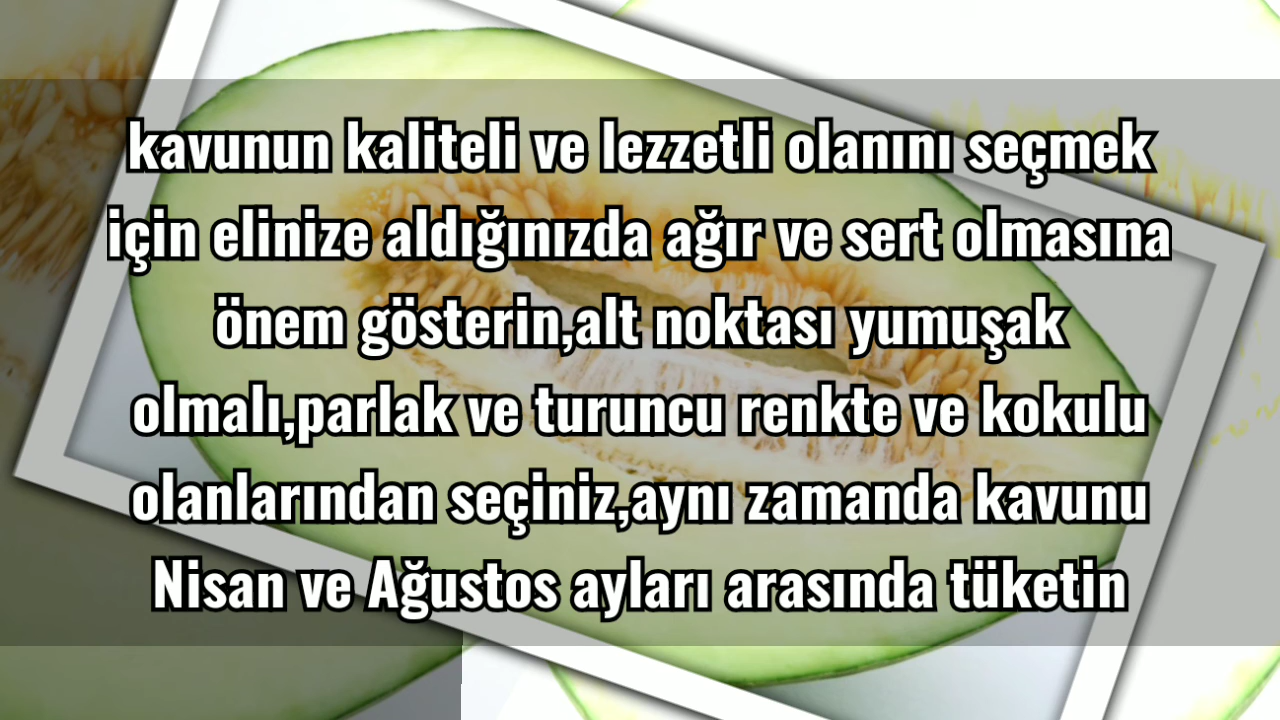 kavunun kaliteli ve lezzetli olanını seçmek
için elinize aldığınızda ağır ve sert olmasına
önem gösterin,alt noktası yumuşak
olmalı,parlak ve turuncu renkte ve kokulu
olanlarından seçiniz,aynı zamanda kavunu
Nisan ve Ağustos ayları arasında tüketin